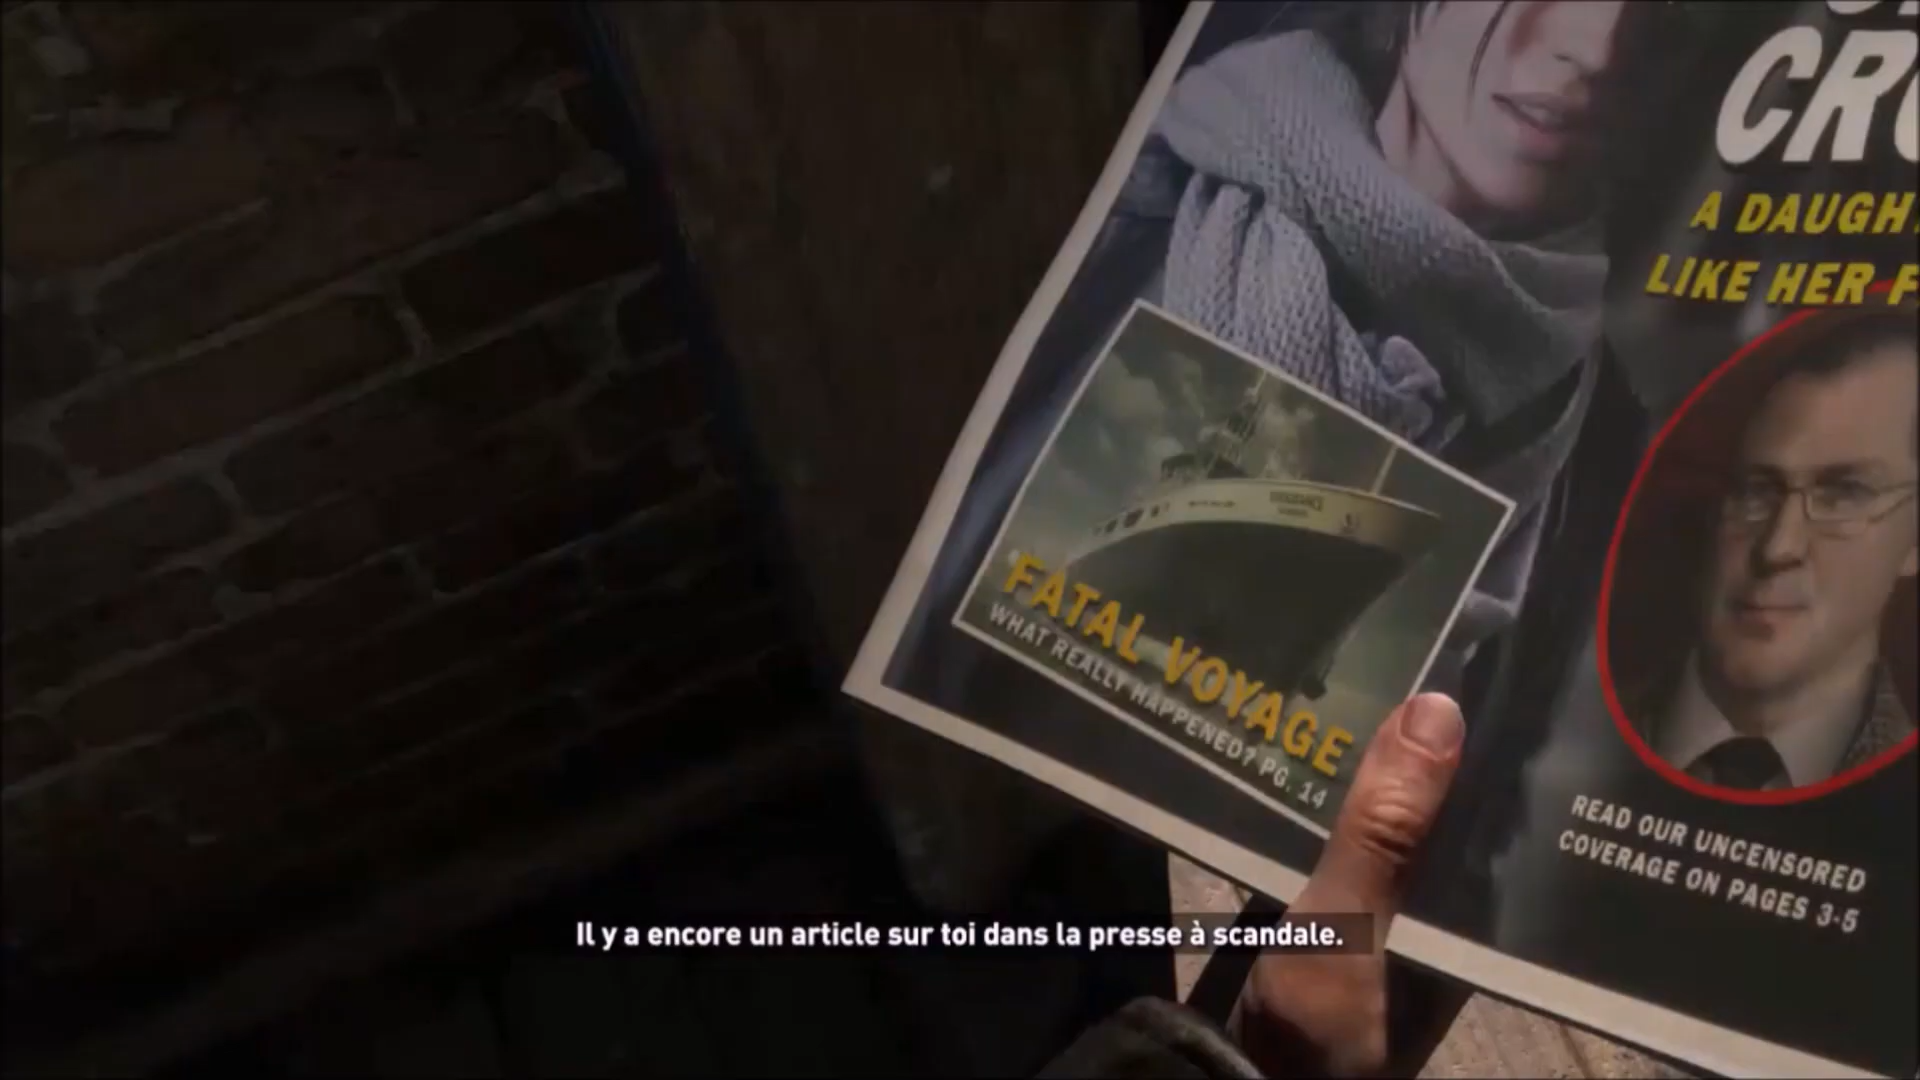 CR
A DAUGH
LIKE HER F
FATAL VOYAGE
WHAT REALLY HAPPENED? PG. 14
READ OUR UNCENSORED
COVERAGE ON PAGES 3-5
Il y a encore un article sur toi dans la presse à scandale.